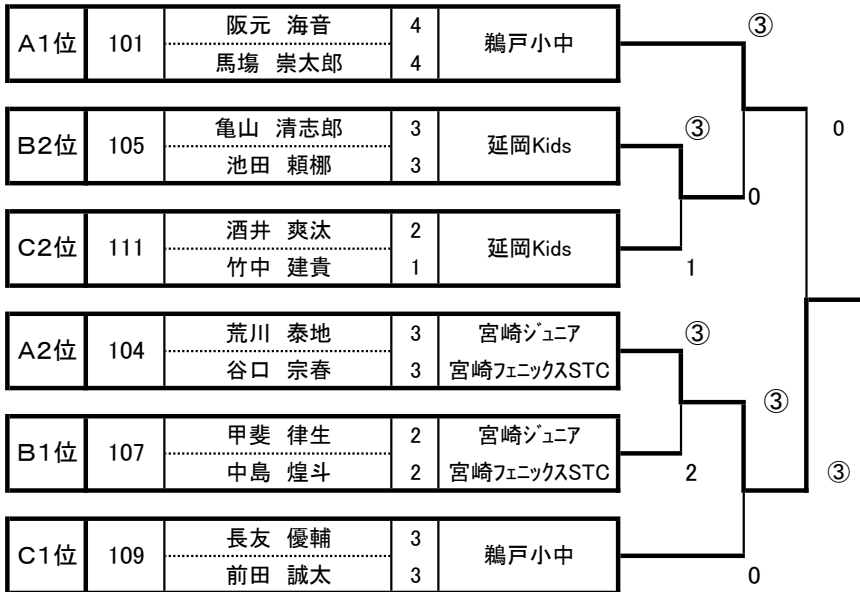 A1位 101 阪元 海音 4 鵜戸小中 ③
馬塲 崇太郎 4
0
B2位 105 亀山 清志郎 3 延岡Kids ③
池田 頼梛 3
0
C2位 111 酒井 爽汰 2 延岡Kids
竹中 建貴 1 1
A2位 104 荒川 泰地 3 宮崎ジュニア ③
谷口 宗春 3 宮崎フェニックスSTC
③
B1位 107 甲斐 律生 2 宮崎ジュニア
中島 煌斗 2 宮崎フェニックスSTC 2 ③
C1位 109 長友 優輔 3 鵜戸小中
前田 誠太 3 0